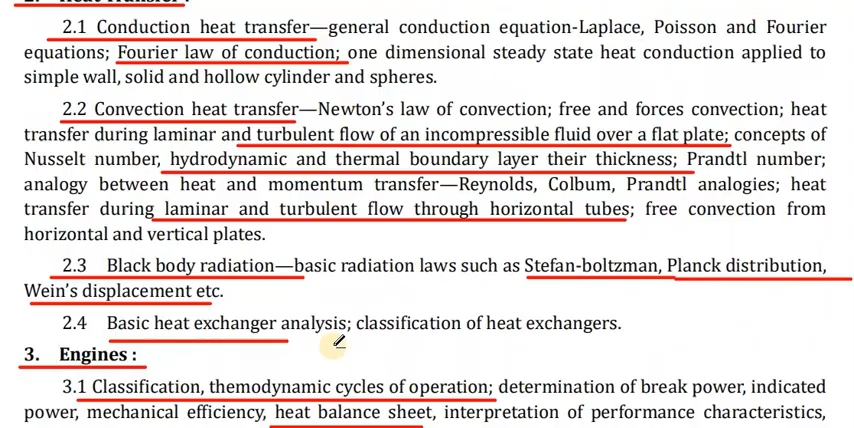 2.1 Conduction heat transfer—general conduction equation-Laplace, Poisson and Fourier
equations; Fourier law of conduction; one dimensional steady state heat conduction applied to
simple wall, solid and hollow cylinder and spheres.
2.2 Convection heat transfer—Newton's law of convection; free and forces convection; heat
transfer during laminar and turbulent flow of an incompressible fluid over a flat plate; concepts of
Nusselt number, hydrodynamic and thermal boundary layer their thickness; Prandtl number;
analogy between heat and momentum transfer—Reynolds, Colbum, Prandtl analogies; heat
transfer during laminar and turbulent flow through horizontal tubes; free convection from
horizontal and vertical plates.
2.3 Black body radiation—basic radiation laws such as Stefan-boltzman, Planck distribution,
Wein's displacement etc.
2.4 Basic heat exchanger analysis; classification of heat exchangers.
3. Engines :
3.1 Classification, themodynamic cycles of operation; determination of break power, indicated
power, mechanical efficiency, heat balance sheet, interpretation of performance characteristics,